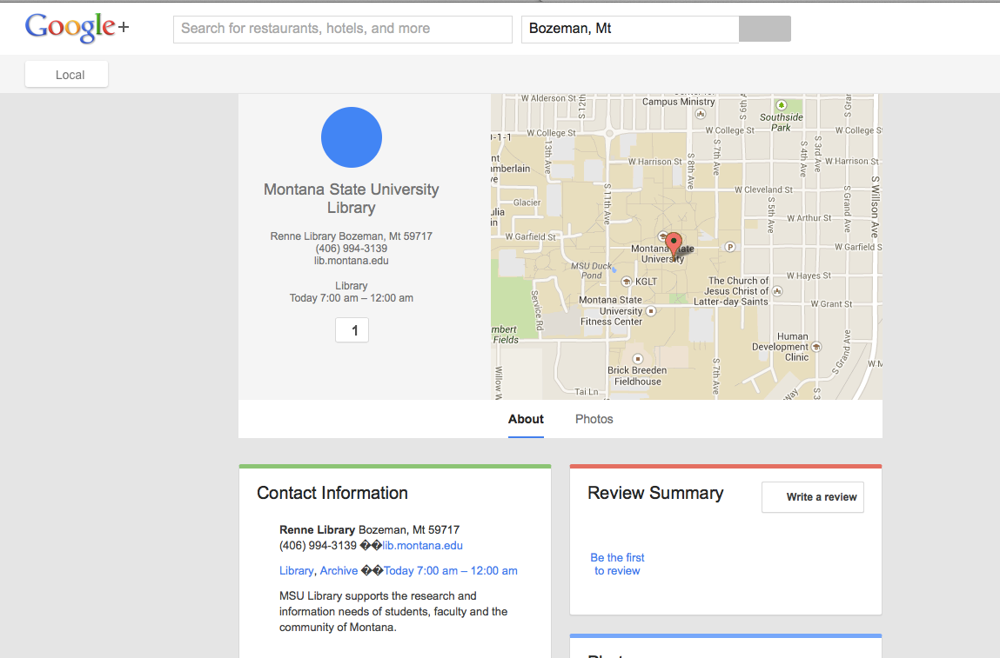 Google+
Search for restaurants, hotels, and more
Bozeman, Mt
Local
Montana State University
Library
Renne Library Bozeman, Mt 59717
(406) 994-3139
lib.montana.edu
Library
Today 7:00 am – 12:00 am
1
Campus Ministry
W Alderson St
S 12th
S 9th
Southside
Park
W College St
W College St
W College St
13th Ave
S 7th Ave
S 8th Ave
S 4th Ave
S 3rd Ave
W Harrison St
W Harrison St
S 11th Ave
W Cleveland St
S Willson Ave
S Grand Ave
S 5th Ave
Glacier
W Arthur St
W Garfield St
W Garfield S
Montana State
University
P
MSU Duck
Pond
KGLT
The Church of
Jesus Christ of
Latter-day Saints
W Hayes St
Montana State
University
Fitness Center
W Grant St
Service Rd
Human
Development
Clinic
S Grand Ave
Fields
Brick Breeden
Fieldhouse
S 7th Ave
Willow W
Tai Ln
About
Photos
Contact Information
Renne Library Bozeman, Mt 59717
(406) 994-3139 ��lib.montana.edu
Library, Archive ��Today 7:00 am – 12:00 am
MSU Library supports the research and
information needs of students, faculty and the
community of Montana.
Review Summary
Write a review
Be the first
to review